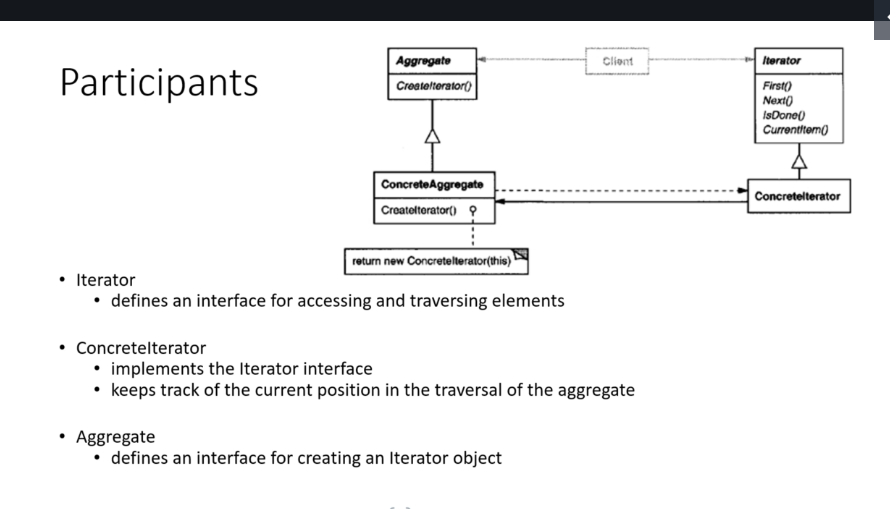 Participants
Aggregate
CreateIterator()
Client
Iterator
First()
Next()
IsDone()
CurrentItem()
ConcreteAggregate
CreateIterator()
ConcreteIterator
return new ConcreteIterator(this)
• Iterator
• defines an interface for accessing and traversing elements
• ConcreteIterator
• implements the Iterator interface
• keeps track of the current position in the traversal of the aggregate
• Aggregate
• defines an interface for creating an Iterator object